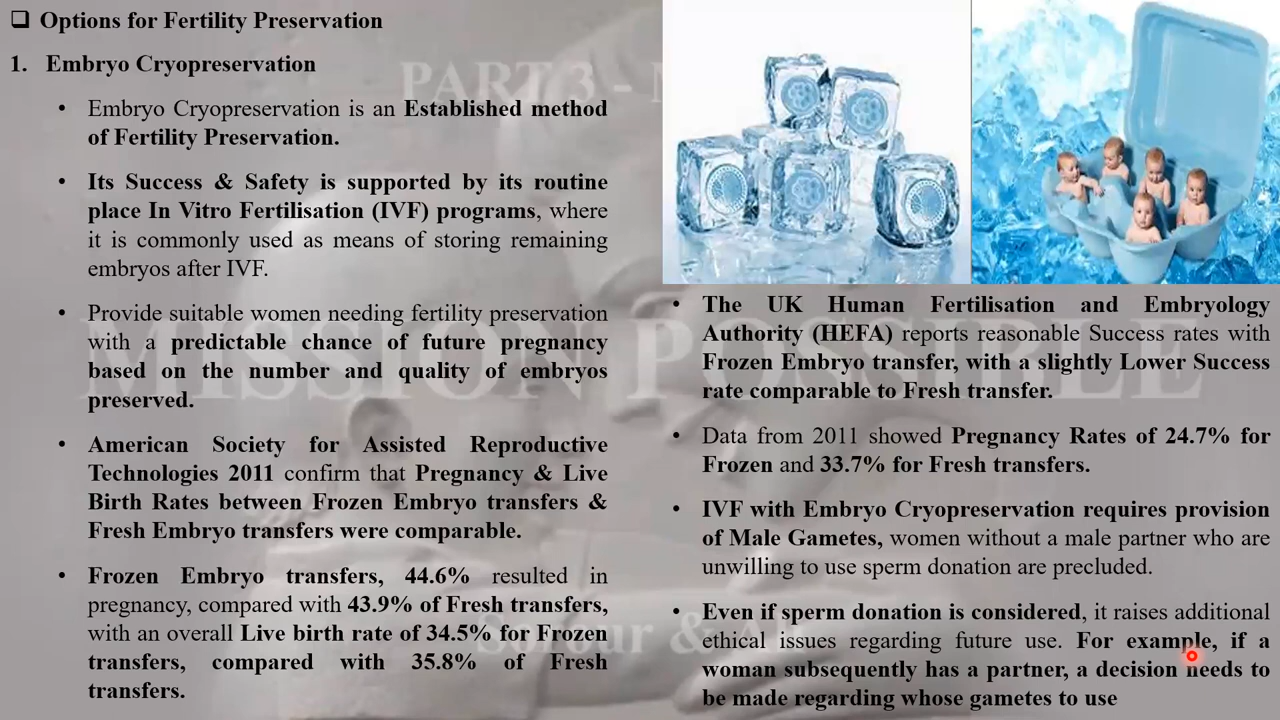 ❑ Options for Fertility Preservation
1. Embryo Cryopreservation
• Embryo Cryopreservation is an Established method
of Fertility Preservation.
• Its Success & Safety is supported by its routine
place In Vitro Fertilisation (IVF) programs, where
it is commonly used as means of storing remaining
embryos after IVF.
• Provide suitable women needing fertility preservation
with a predictable chance of future pregnancy
based on the number and quality of embryos
preserved.
• American Society for Assisted Reproductive
Technologies 2011 confirm that Pregnancy & Live
Birth Rates between Frozen Embryo transfers &
Fresh Embryo transfers were comparable.
• Frozen Embryo transfers, 44.6% resulted in
pregnancy, compared with 43.9% of Fresh transfers,
with an overall Live birth rate of 34.5% for Frozen
transfers, compared with 35.8% of Fresh
transfers.
• The UK Human Fertilisation and Embryology
Authority (HEFA) reports reasonable Success rates with
Frozen Embryo transfer, with a slightly Lower Success
rate comparable to Fresh transfer.
• Data from 2011 showed Pregnancy Rates of 24.7% for
Frozen and 33.7% for Fresh transfers.
• IVF with Embryo Cryopreservation requires provision
of Male Gametes, women without a male partner who are
unwilling to use sperm donation are precluded.
• Even if sperm donation is considered, it raises additional
ethical issues regarding future use. For example, if a
woman subsequently has a partner, a decision needs to
be made regarding whose gametes to use
PART 3 -
MISSION POSSIBLE